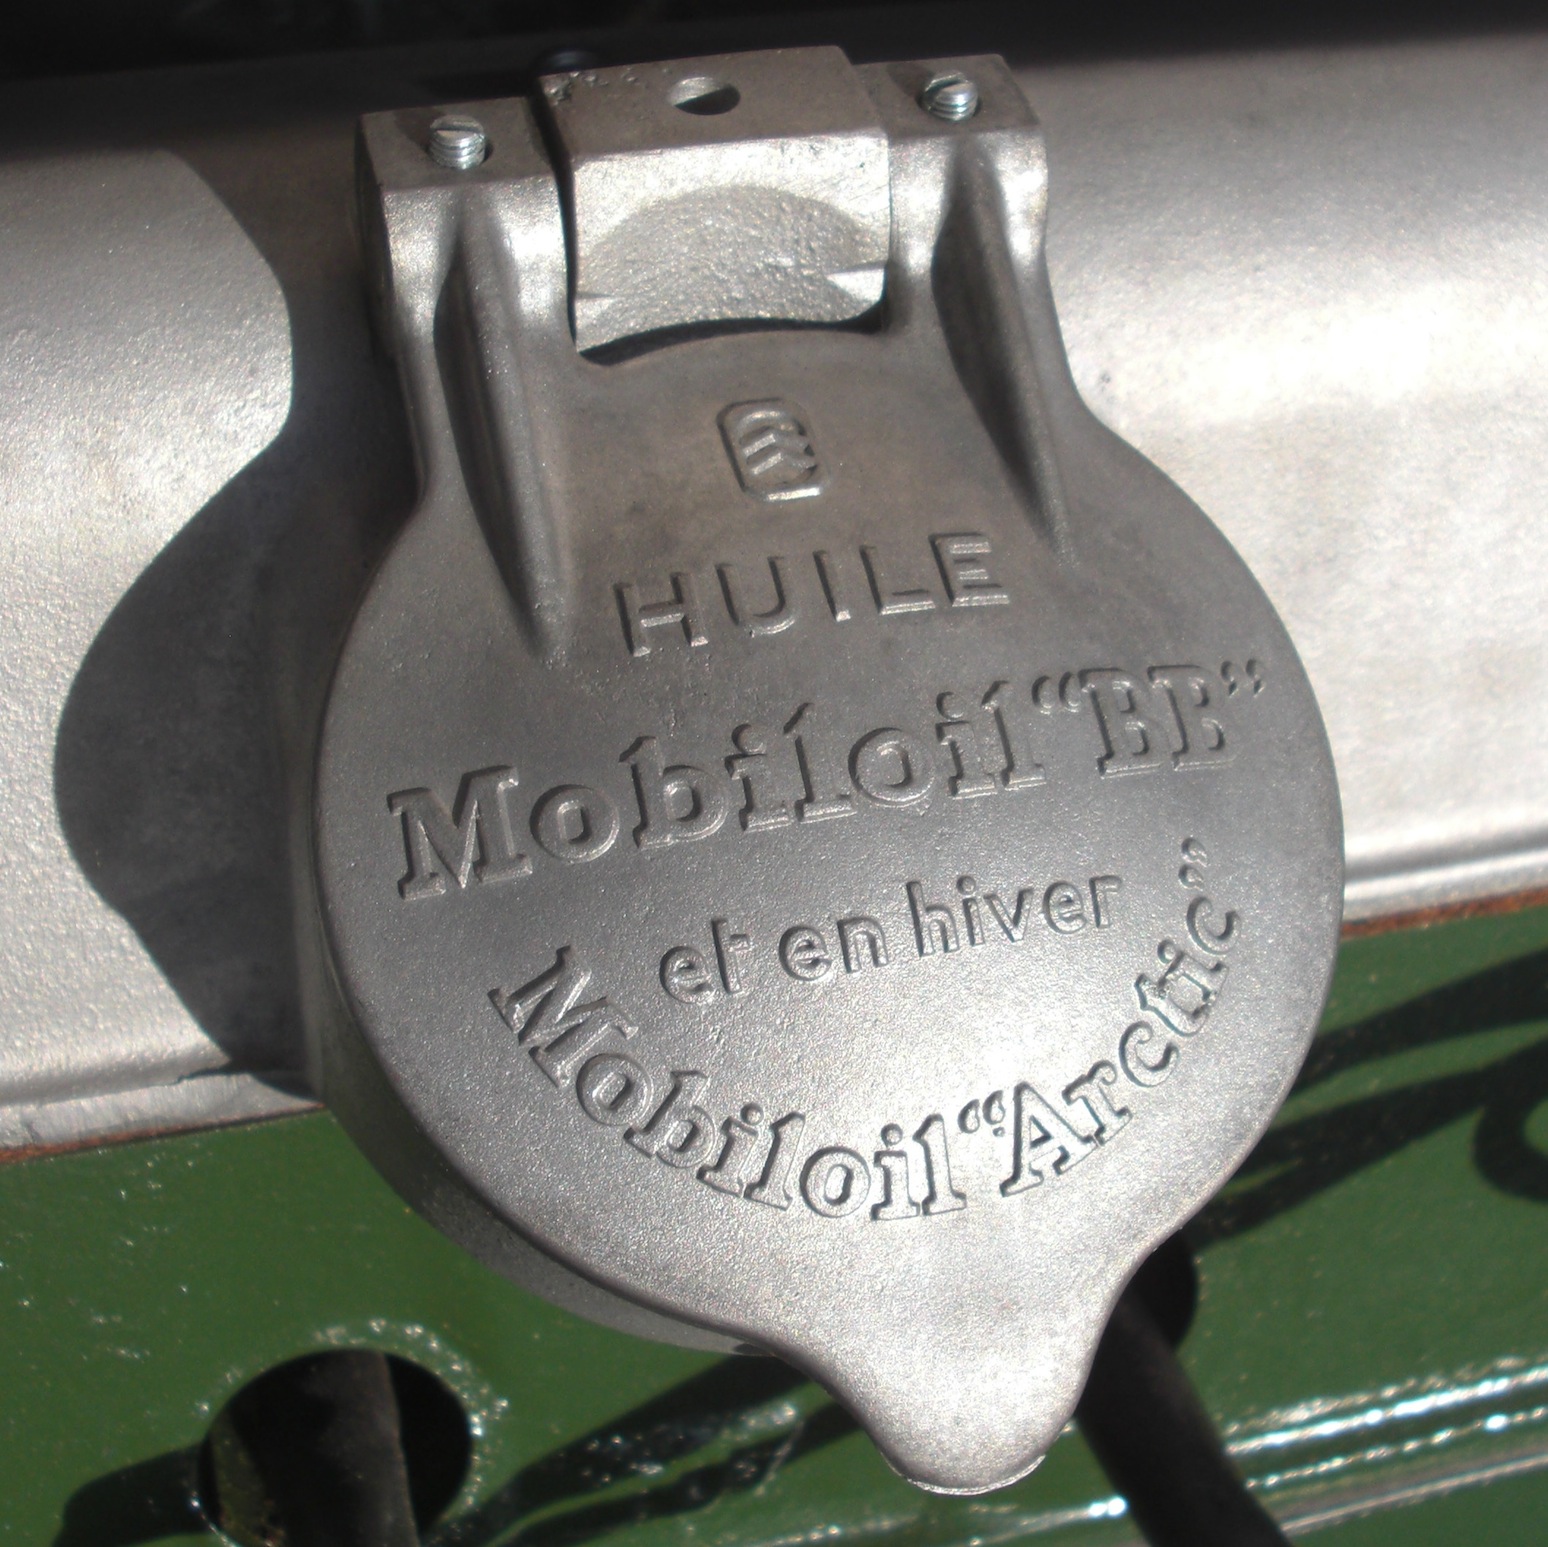 HUILE
Mobiloil “BB”
et en hiver
Mobiloil “Arctic”